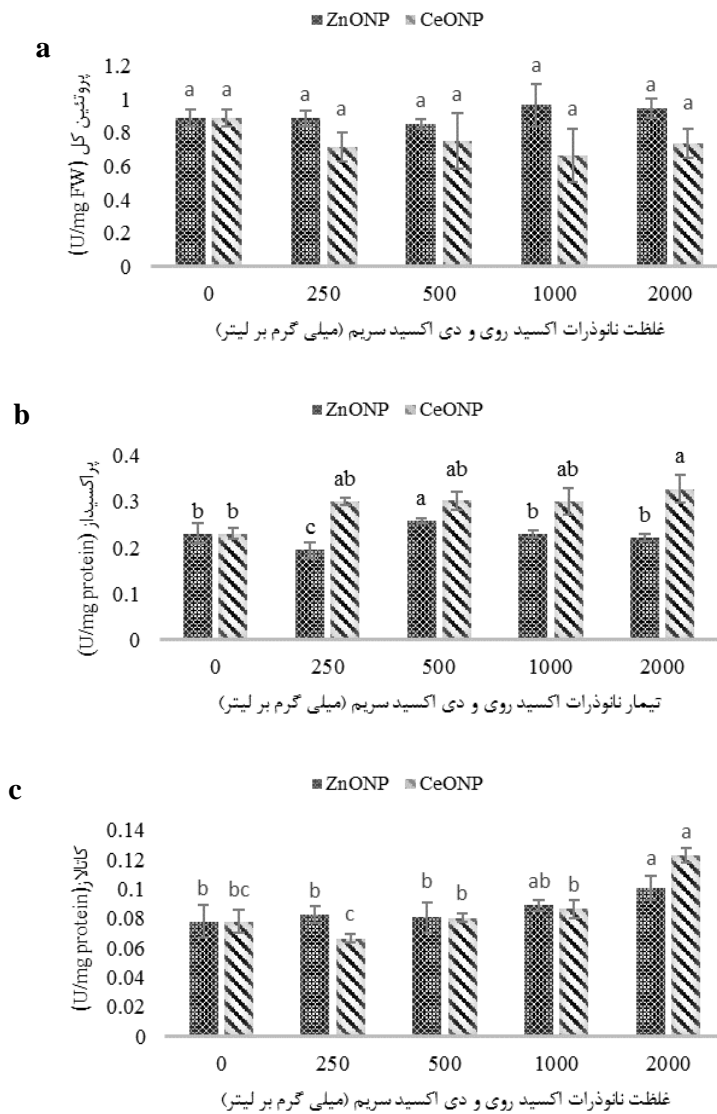 ZnONP CeONP
a
پروتئین کل (U/mg FW)
1.2
1
0.8
0.6
0.4
0.2
0
a a a a a a a a a a
0 250 500 1000 2000
غلظت نانوذرات اکسید روی و دی اکسید سریم (میلی گرم بر لیتر)
ZnONP CeONP
b
پراکسیداز (U/mg protein)
0.4
0.3
0.2
0.1
0
b b c ab a ab b ab b a
0 250 500 1000 2000
تیمار نانوذرات اکسید روی و دی اکسید سریم (میلی گرم بر لیتر)
ZnONP CeONP
c
کاتالاز(U/mg protein)
0.14
0.12
0.1
0.08
0.06
0.04
0.02
0
b bc b c b b ab b a a
0 250 500 1000 2000
غلظت نانوذرات اکسید روی و دی اکسید سریم (میلی گرم بر لیتر)